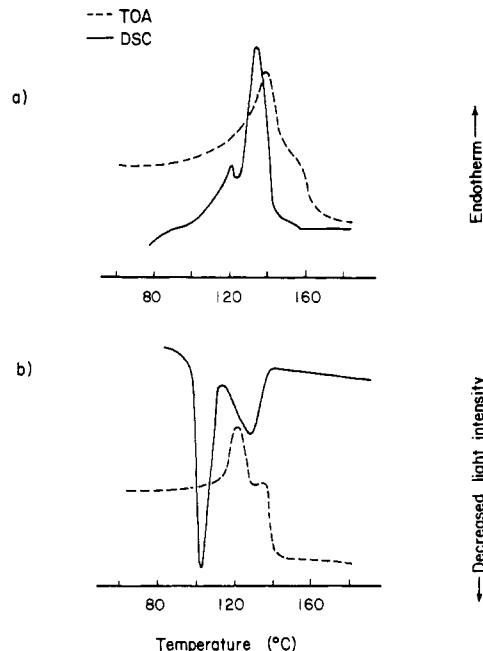 TOA
DSC
a)
Endotherm
80 120 160
b)
Decreased light intensity
80 120 160
Temperature (°C)